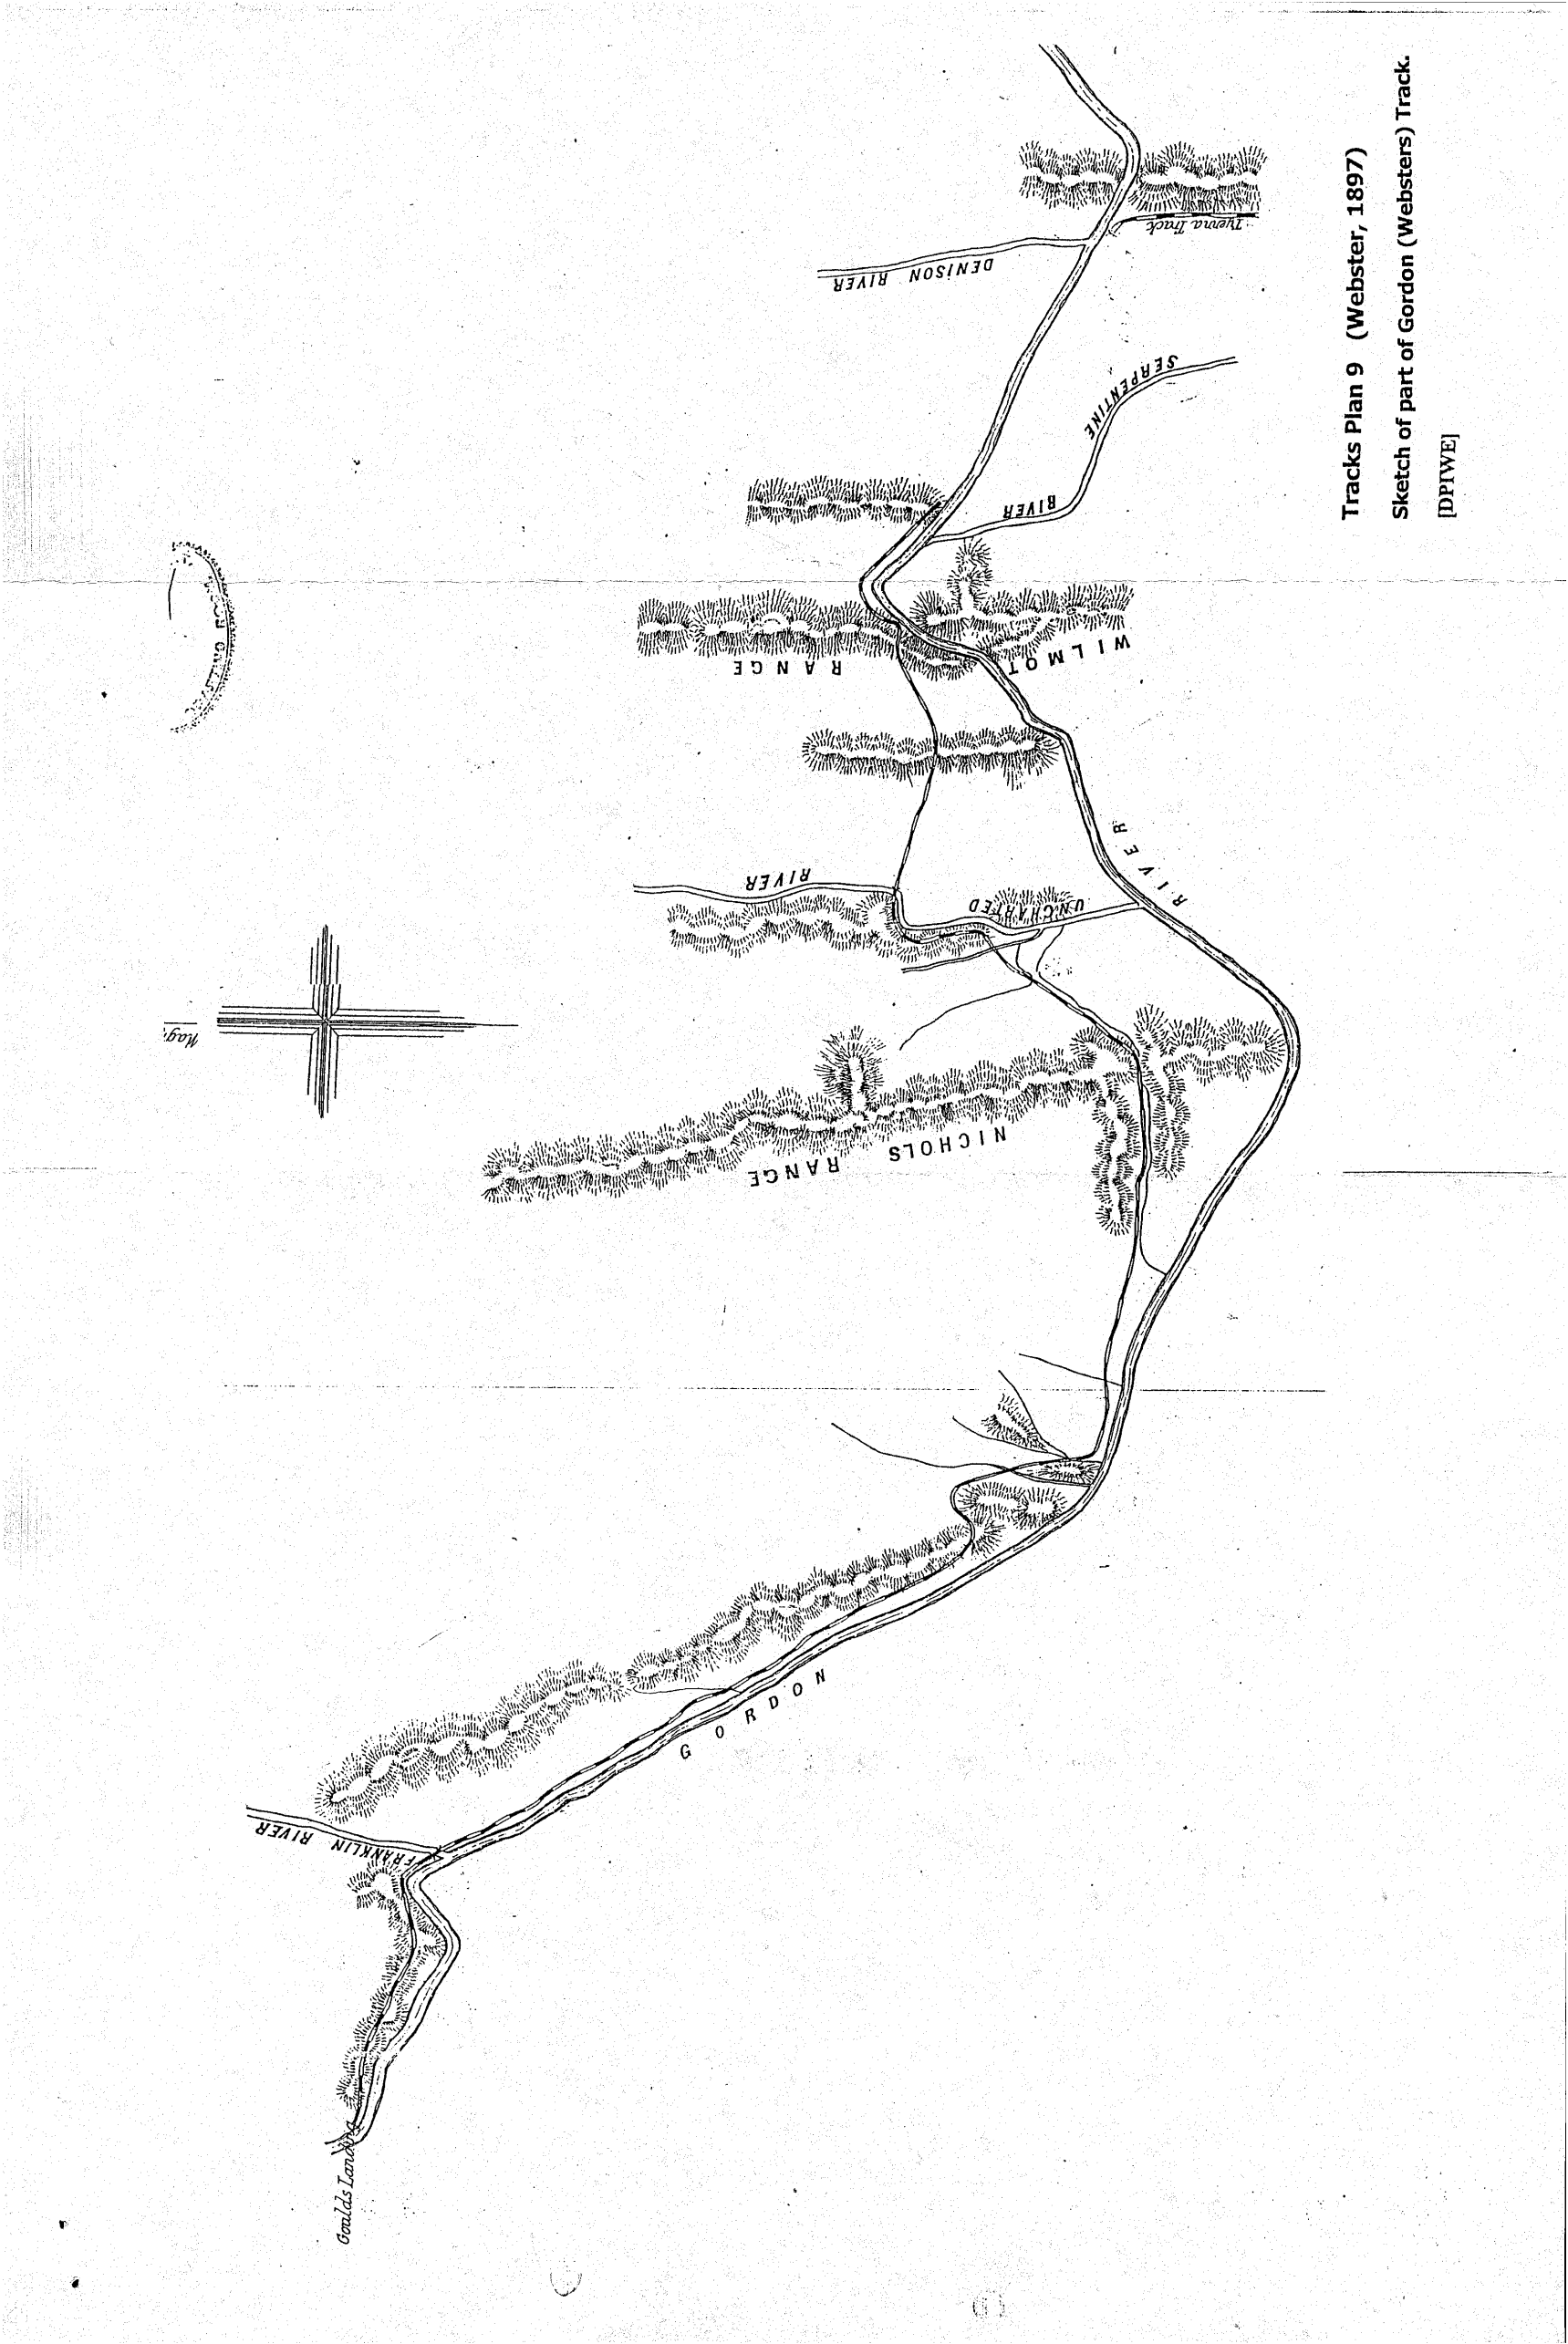 Tracks Plan 9 (Webster, 1897)
Sketch of part of Gordon (Websters) Track.
[DPIWE]
Mag.
Goulds Landing
FRANKLIN RIVER
GORDON RIVER
NICHOLS RANGE
UNCHARTED RIVER
WILMOT RANGE
SERPENTINE RIVER
DENISON RIVER
Tyenna Track